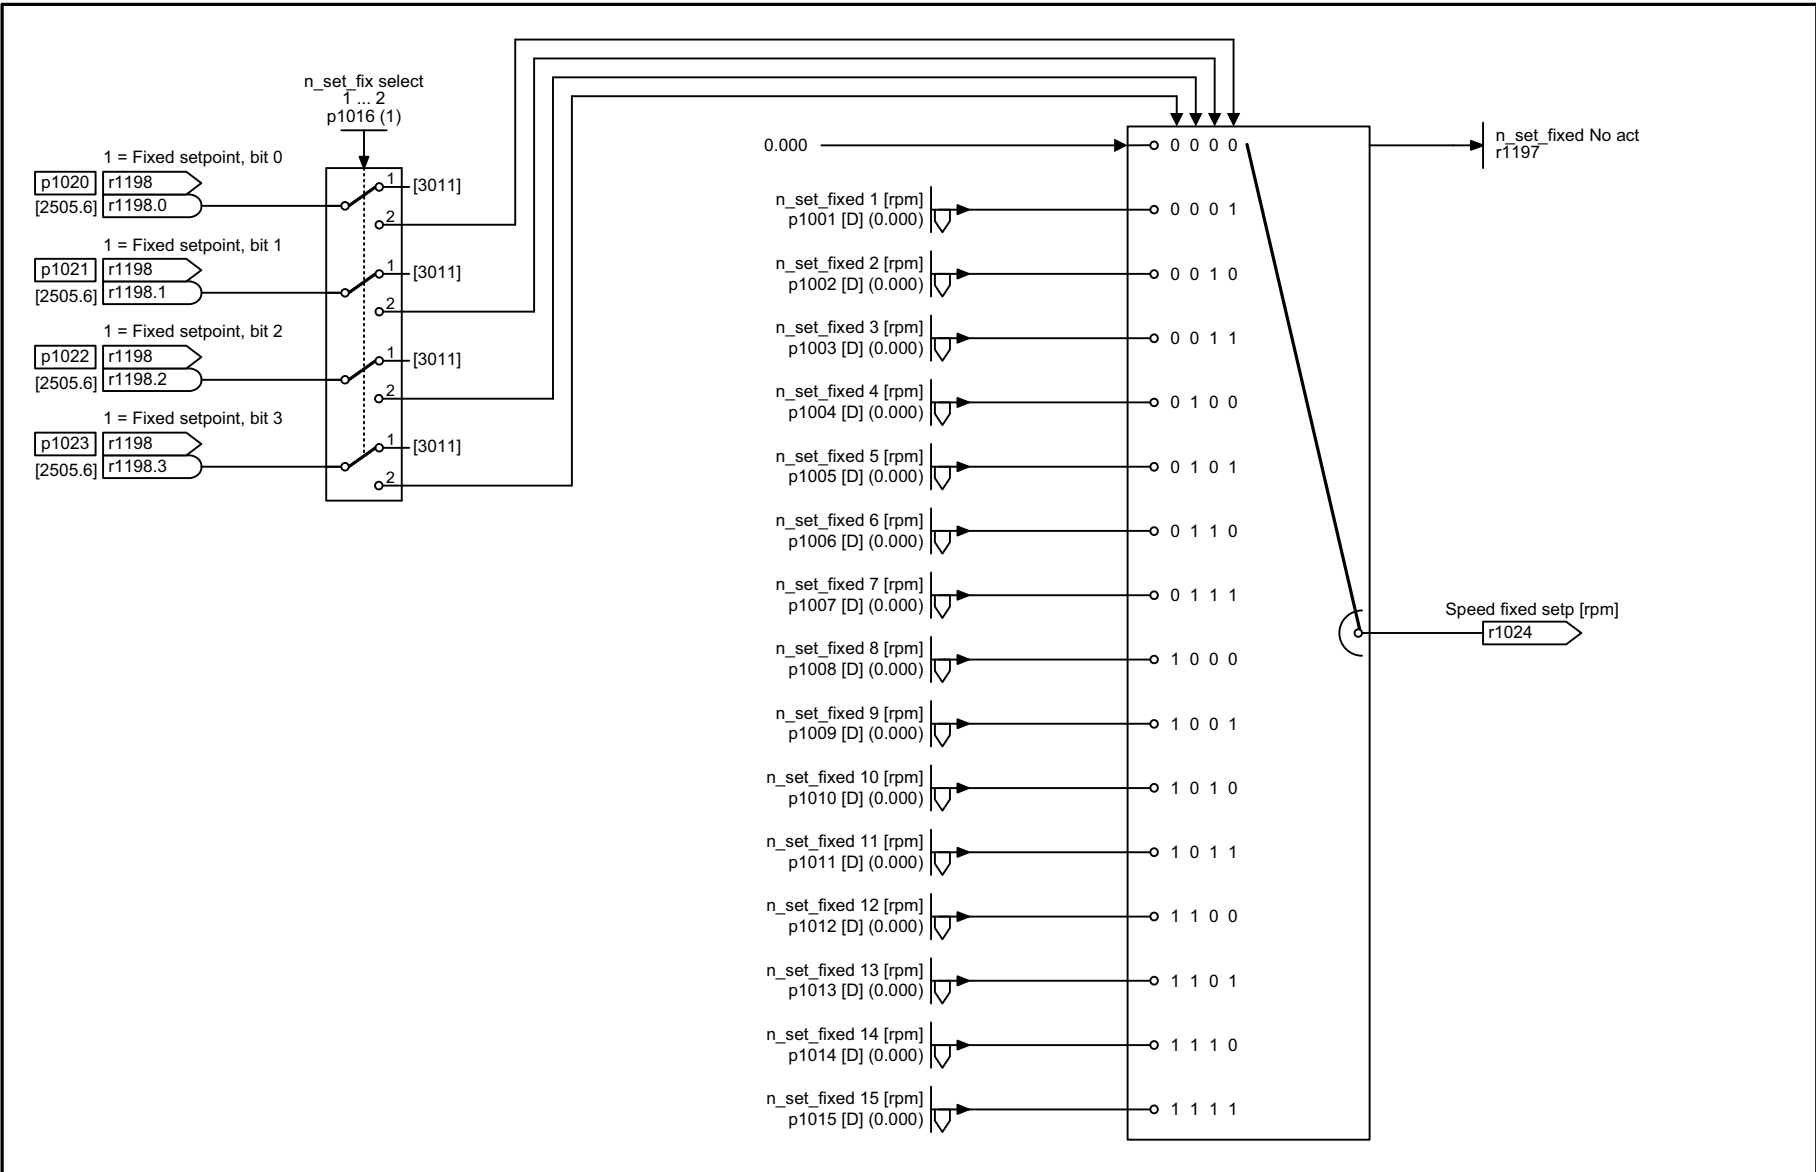 n_set_fix select
1 ... 2
p1016 (1)
1 = Fixed setpoint, bit 0
p1020 r1198
[2505.6] r1198.0
1 [3011]
2
1 = Fixed setpoint, bit 1
p1021 r1198
[2505.6] r1198.1
1 [3011]
2
1 = Fixed setpoint, bit 2
p1022 r1198
[2505.6] r1198.2
1 [3011]
2
1 = Fixed setpoint, bit 3
p1023 r1198
[2505.6] r1198.3
1 [3011]
2
0.000 0 0 0 0
n_set_fixed No act
r1197
n_set_fixed 1 [rpm]
p1001 [D] (0.000) 0 0 0 1
n_set_fixed 2 [rpm]
p1002 [D] (0.000) 0 0 1 0
n_set_fixed 3 [rpm]
p1003 [D] (0.000) 0 0 1 1
n_set_fixed 4 [rpm]
p1004 [D] (0.000) 0 1 0 0
n_set_fixed 5 [rpm]
p1005 [D] (0.000) 0 1 0 1
n_set_fixed 6 [rpm]
p1006 [D] (0.000) 0 1 1 0
n_set_fixed 7 [rpm]
p1007 [D] (0.000) 0 1 1 1
Speed fixed setp [rpm]
r1024
n_set_fixed 8 [rpm]
p1008 [D] (0.000) 1 0 0 0
n_set_fixed 9 [rpm]
p1009 [D] (0.000) 1 0 0 1
n_set_fixed 10 [rpm]
p1010 [D] (0.000) 1 0 1 0
n_set_fixed 11 [rpm]
p1011 [D] (0.000) 1 0 1 1
n_set_fixed 12 [rpm]
p1012 [D] (0.000) 1 1 0 0
n_set_fixed 13 [rpm]
p1013 [D] (0.000) 1 1 0 1
n_set_fixed 14 [rpm]
p1014 [D] (0.000) 1 1 1 0
n_set_fixed 15 [rpm]
p1015 [D] (0.000) 1 1 1 1